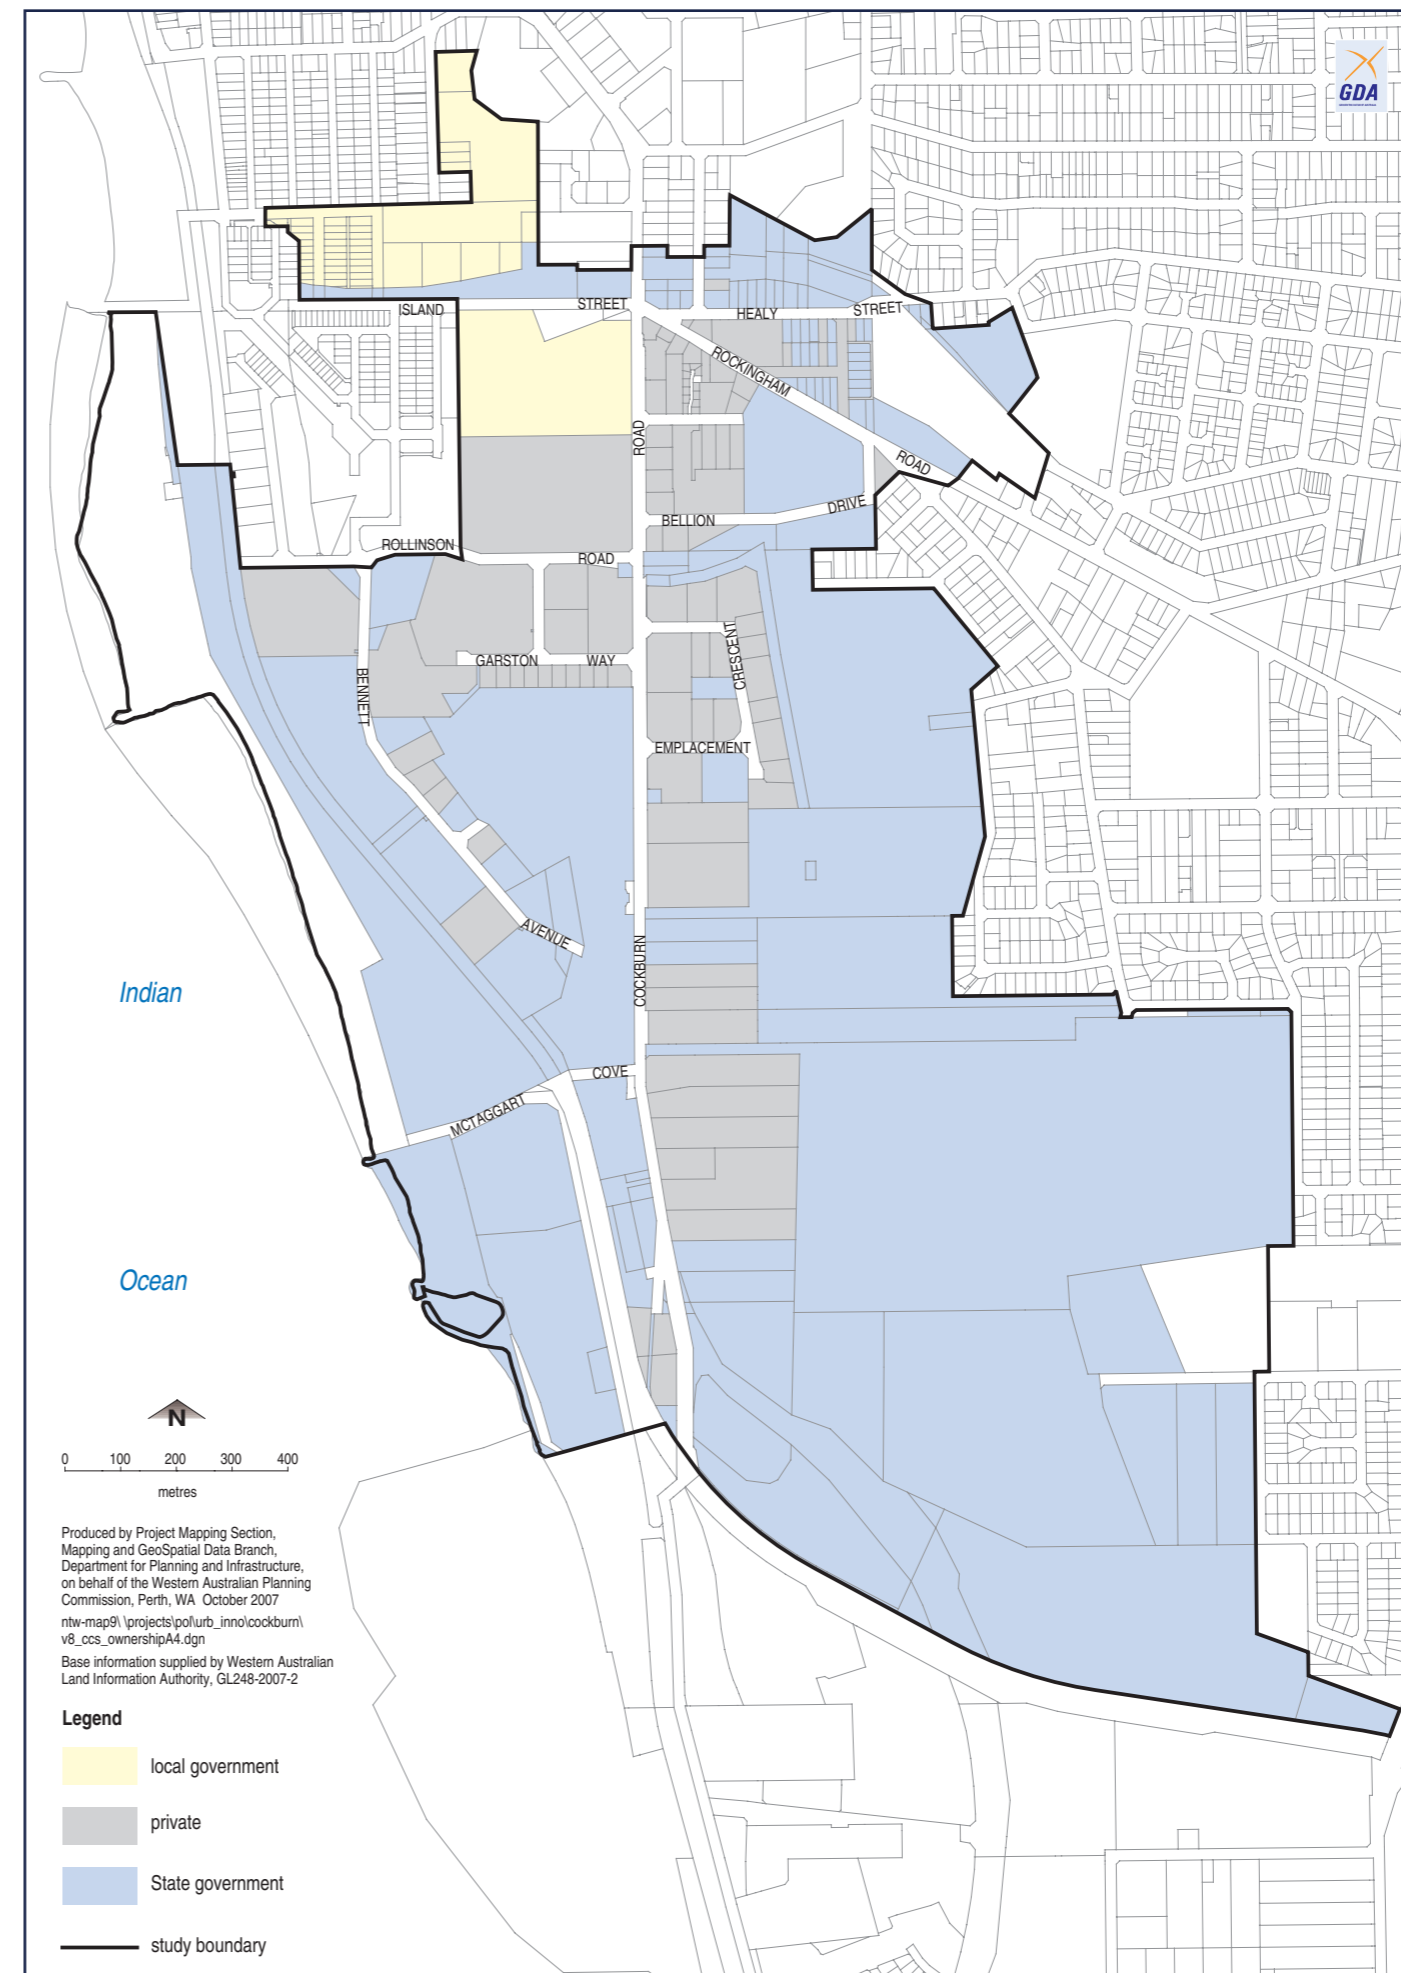 GDA
ISLAND
STREET
HEALY
STREET
ROCKINGHAM
ROAD
ROAD
BELLION
DRIVE
ROLLINSON
ROAD
CRESCENT
GARSTON
WAY
BENNETT
EMPLACEMENT
AVENUE
COCKBURN
Indian
COVE
MCTAGGART
Ocean
N
0 100 200 300 400
metres
Produced by Project Mapping Section,
Mapping and GeoSpatial Data Branch,
Department for Planning and Infrastructure,
on behalf of the Western Australian Planning
Commission, Perth, WA October 2007
ntw-map9\ \projects\pol\urb_inno\cockburn\
v8_ccs_ownershipA4.dgn
Base information supplied by Western Australian
Land Information Authority, GL248-2007-2
Legend
local government
private
State government
study boundary